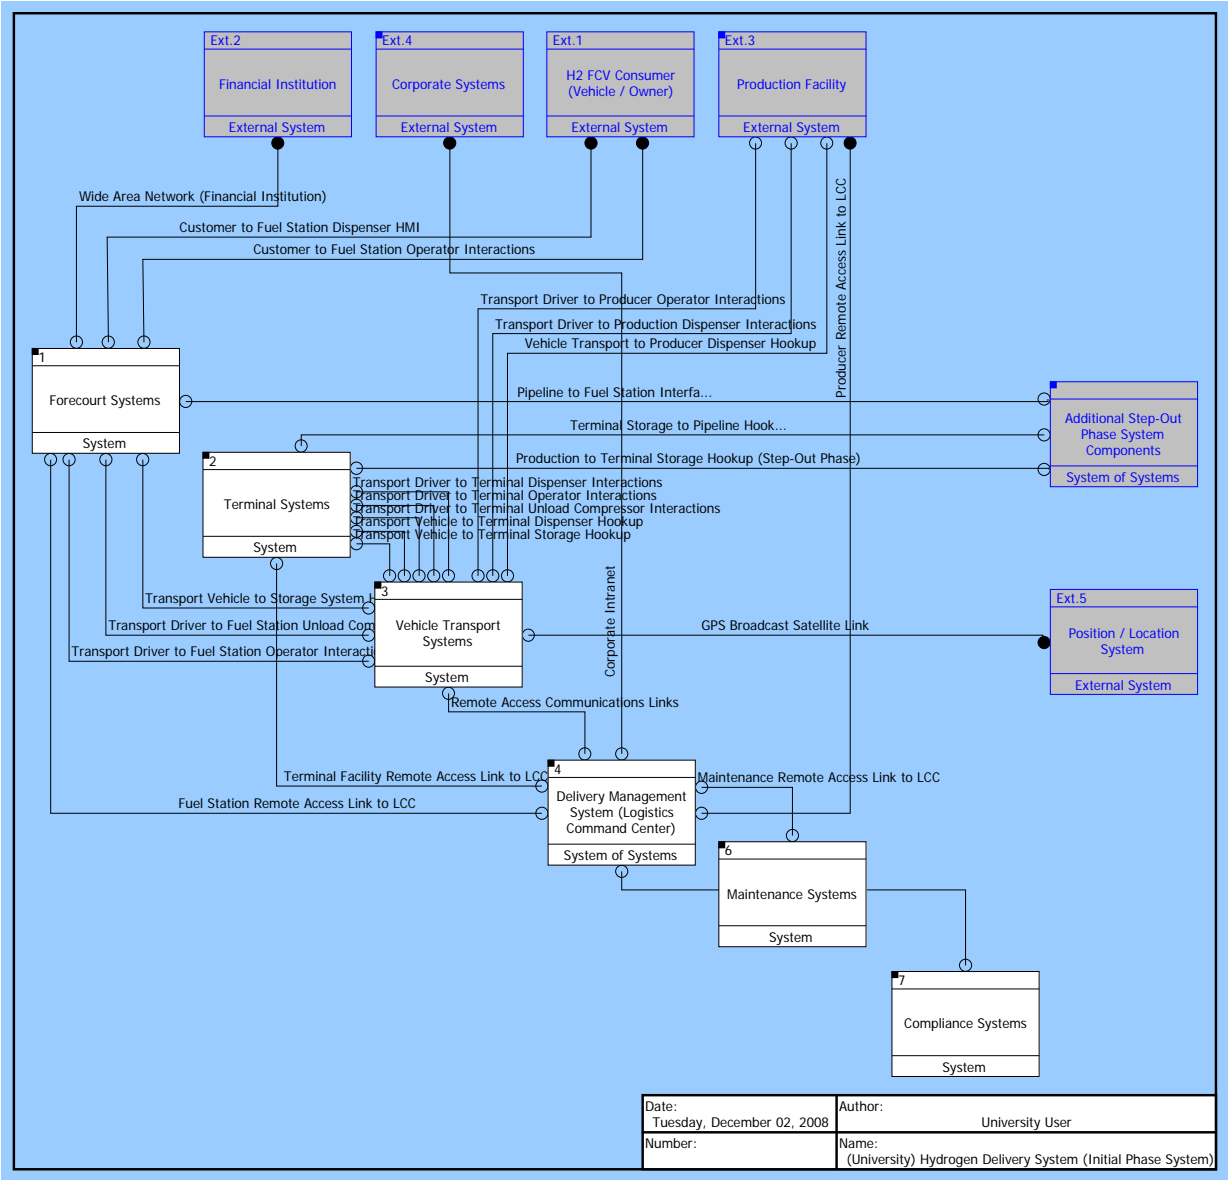 Ext.2
Financial Institution
External System
Ext.4
Corporate Systems
External System
Ext.1
H2 FCV Consumer
(Vehicle / Owner)
External System
Ext.3
Production Facility
External System
Wide Area Network (Financial Institution)
Customer to Fuel Station Dispenser HMI
Customer to Fuel Station Operator Interactions
Producer Remote Access Link to LCC
Transport Driver to Producer Operator Interactions
Transport Driver to Production Dispenser Interactions
Vehicle Transport to Producer Dispenser Hookup
1
Forecourt Systems
System
Pipeline to Fuel Station Interfa...
Terminal Storage to Pipeline Hook...
Production to Terminal Storage Hookup (Step-Out Phase)
Additional Step-Out
Phase System
Components
System of Systems
2
Terminal Systems
System
Transport Driver to Terminal Dispenser Interactions
Transport Driver to Terminal Operator Interactions
Transport Driver to Terminal Unload Compressor Interactions
Transport Vehicle to Terminal Dispenser Hookup
Transport Vehicle to Terminal Storage Hookup
Corporate Intranet
3
Vehicle Transport
Systems
System
Transport Vehicle to Storage System
Transport Driver to Fuel Station Unload Com
Transport Driver to Fuel Station Operator Interacti
GPS Broadcast Satellite Link
Ext.5
Position / Location
System
External System
Remote Access Communications Links
Terminal Facility Remote Access Link to LCC
Fuel Station Remote Access Link to LCC
4
Delivery Management
System (Logistics
Command Center)
System of Systems
Maintenance Remote Access Link to LCC
6
Maintenance Systems
System
7
Compliance Systems
System
Date:
Tuesday, December 02, 2008
Author:
University User
Number:
Name:
(University) Hydrogen Delivery System (Initial Phase System)